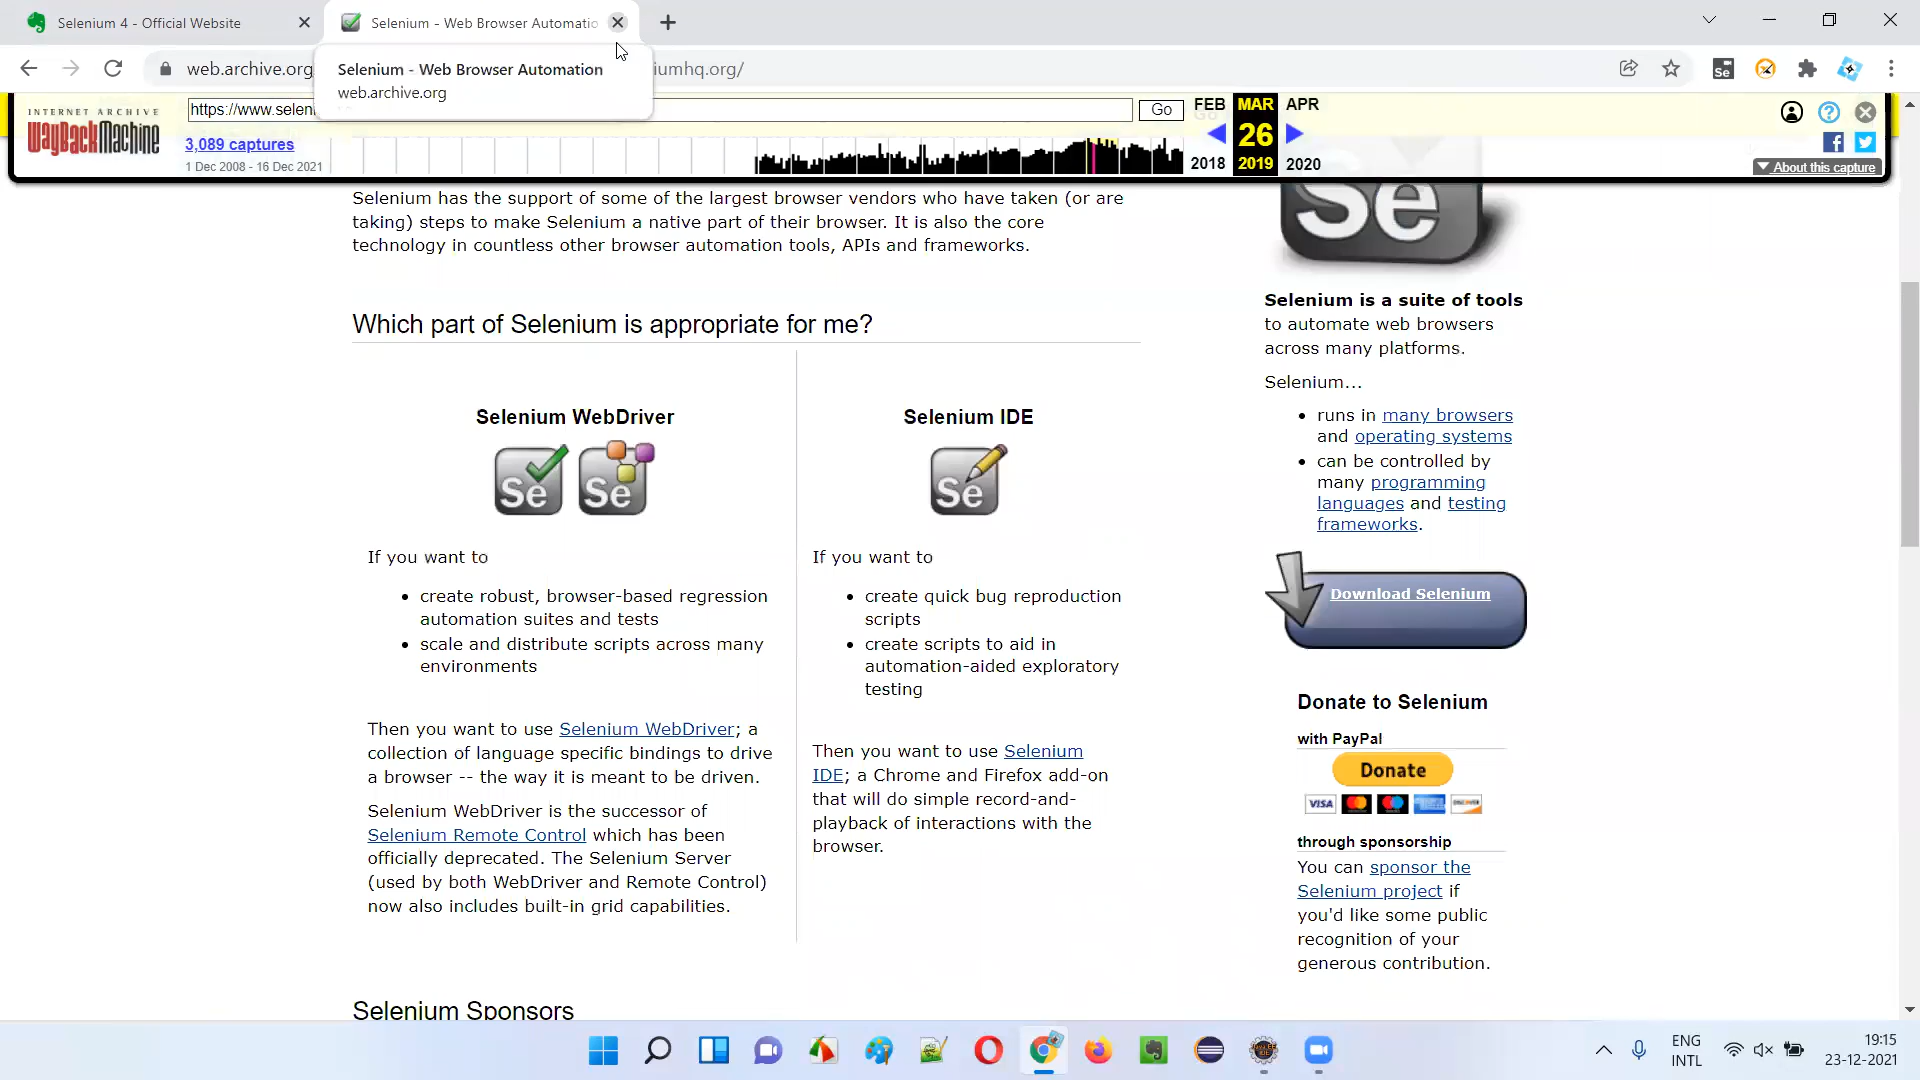 Selenium 4 - Official Website
Selenium - Web Browser Automatio
web.archive.org
iumhq.org/
Selenium - Web Browser Automation
web.archive.org
INTERNET ARCHIVE
WayBackMachine
https://www.selen
Go
FEB
MAR
APR
3,089 captures
26
1 Dec 2008 - 16 Dec 2021
2018
2019
2020
About this capture
Selenium has the support of some of the largest browser vendors who have taken (or are
taking) steps to make Selenium a native part of their browser. It is also the core
technology in countless other browser automation tools, APIs and frameworks.
Which part of Selenium is appropriate for me?
Selenium WebDriver
Se
Se
If you want to
• create robust, browser-based regression
automation suites and tests
• scale and distribute scripts across many
environments
Then you want to use Selenium WebDriver; a
collection of language specific bindings to drive
a browser -- the way it is meant to be driven.
Selenium WebDriver is the successor of
Selenium Remote Control which has been
officially deprecated. The Selenium Server
(used by both WebDriver and Remote Control)
now also includes built-in grid capabilities.
Selenium IDE
Se
If you want to
• create quick bug reproduction
scripts
• create scripts to aid in
automation-aided exploratory
testing
Then you want to use Selenium
IDE; a Chrome and Firefox add-on
that will do simple record-and-
playback of interactions with the
browser.
Se
Selenium is a suite of tools
to automate web browsers
across many platforms.
Selenium...
• runs in many browsers
and operating systems
• can be controlled by
many programming
languages and testing
frameworks.
Download Selenium
Donate to Selenium
with PayPal
Donate
VISA
through sponsorship
You can sponsor the
Selenium project if
you'd like some public
recognition of your
generous contribution.
Selenium Sponsors
ENG
INTL
19:15
23-12-2021